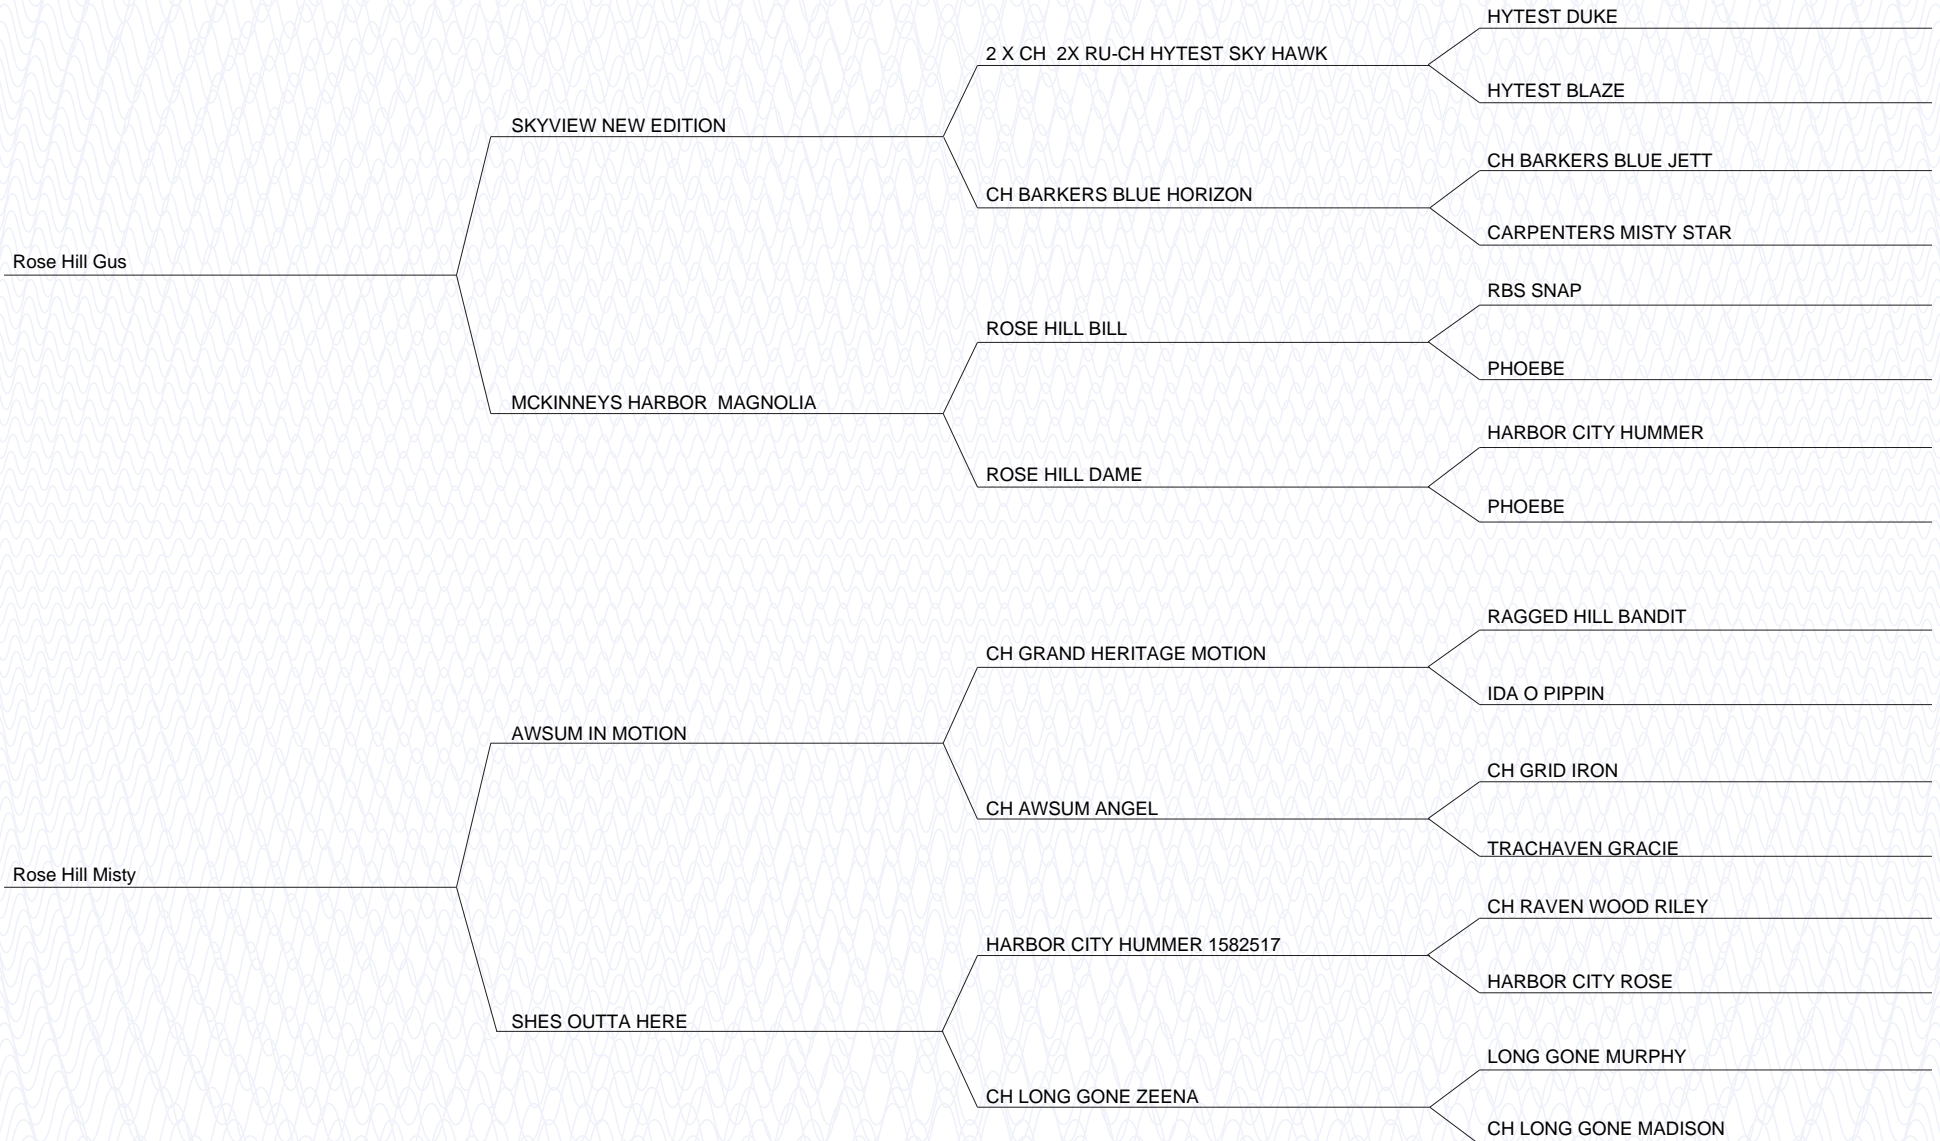 HYTEST DUKE
2 X CH  2X RU-CH HYTEST SKY HAWK
HYTEST BLAZE
SKYVIEW NEW EDITION
CH BARKERS BLUE JETT
CH BARKERS BLUE HORIZON
CARPENTERS MISTY STAR
Rose Hill Gus
RBS SNAP
ROSE HILL BILL
PHOEBE
MCKINNEYS HARBOR  MAGNOLIA
HARBOR CITY HUMMER
ROSE HILL DAME
PHOEBE
RAGGED HILL BANDIT
CH GRAND HERITAGE MOTION
IDA O PIPPIN
AWSUM IN MOTION
CH GRID IRON
CH AWSUM ANGEL
TRACHAVEN GRACIE
Rose Hill Misty
CH RAVEN WOOD RILEY
HARBOR CITY HUMMER 1582517
HARBOR CITY ROSE
SHES OUTTA HERE
LONG GONE MURPHY
CH LONG GONE ZEENA
CH LONG GONE MADISON